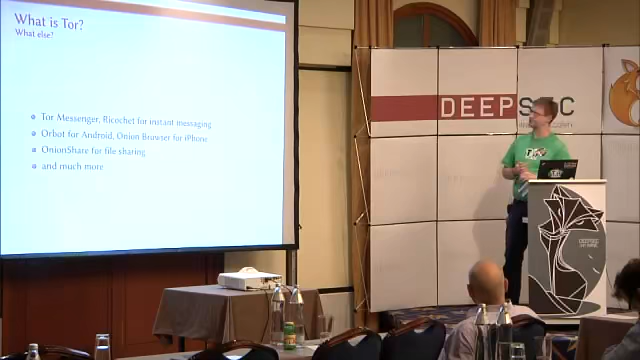 What is Tor?
What else?
Tor Messenger, Ricochet for instant messaging
Orbot for Android, Onion Browser for iPhone
OnionShare for file sharing
and much more
DEEPSEC
DEEPSEC